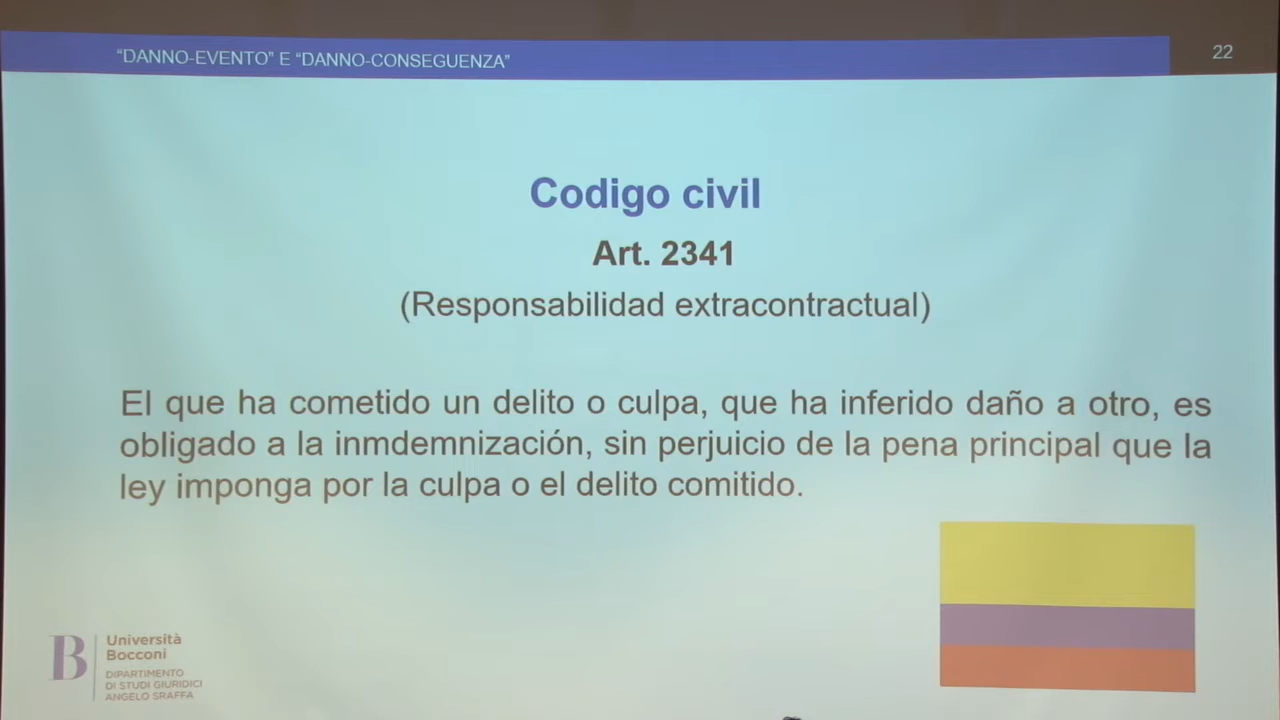 “DANNO-EVENTO” E “DANNO-CONSEGUENZA”
22
Codigo civil
Art. 2341
(Responsabilidad extracontractual)
El que ha cometido un delito o culpa, que ha inferido daño a otro, es
obligado a la inmdemnización, sin perjuicio de la pena principal que la
ley imponga por la culpa o el delito comitido.
B
Università
Bocconi
DIPARTIMENTO
DI STUDI GIURIDICI
ANGELO SRAFFA